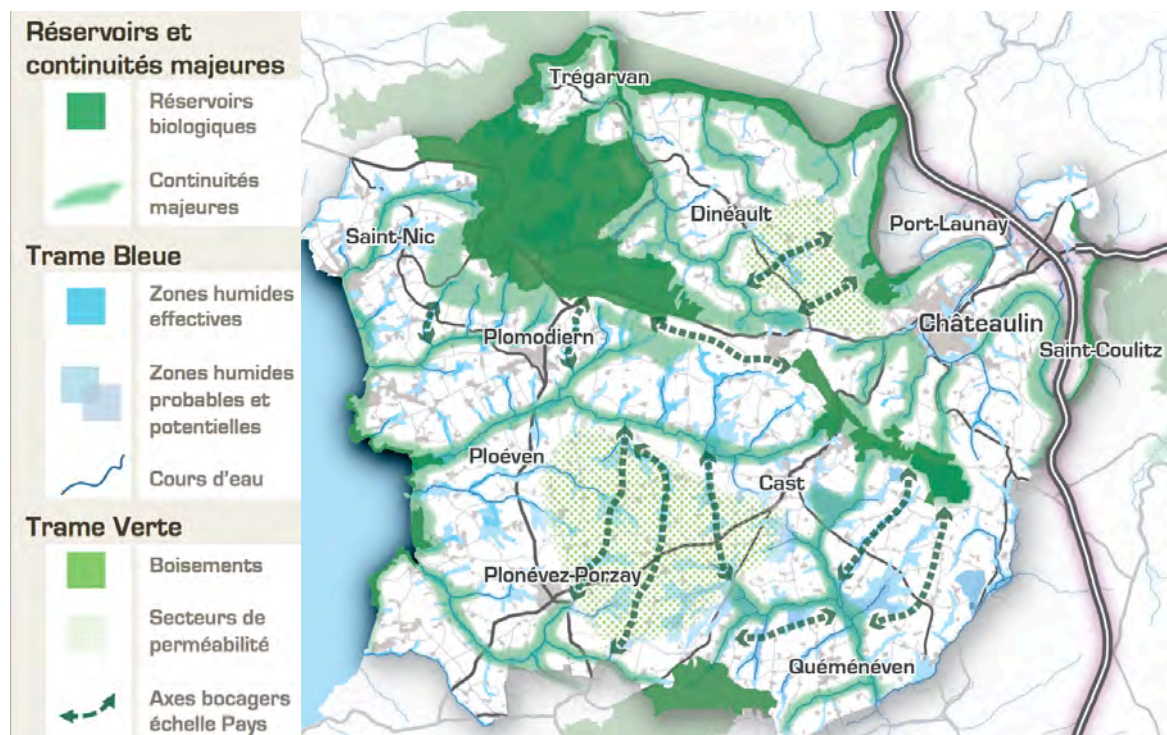 Réservoirs et
continuités majeures
Réservoirs
biologiques
Continuités
majeures
Trame Bleue
Zones humides
effectives
Zones humides
probables et
potentielles
Cours d'eau
Trame Verte
Boisements
Secteurs de
perméabilité
Axes bocagers
échelle Pays
Trégarvan
Dinéault
Port-Launay
Saint-Nic
Châteaulin
Plomodiern
Saint-Coulitz
Ploéven
Cast
Plonévez-Porzay
Quéménéven